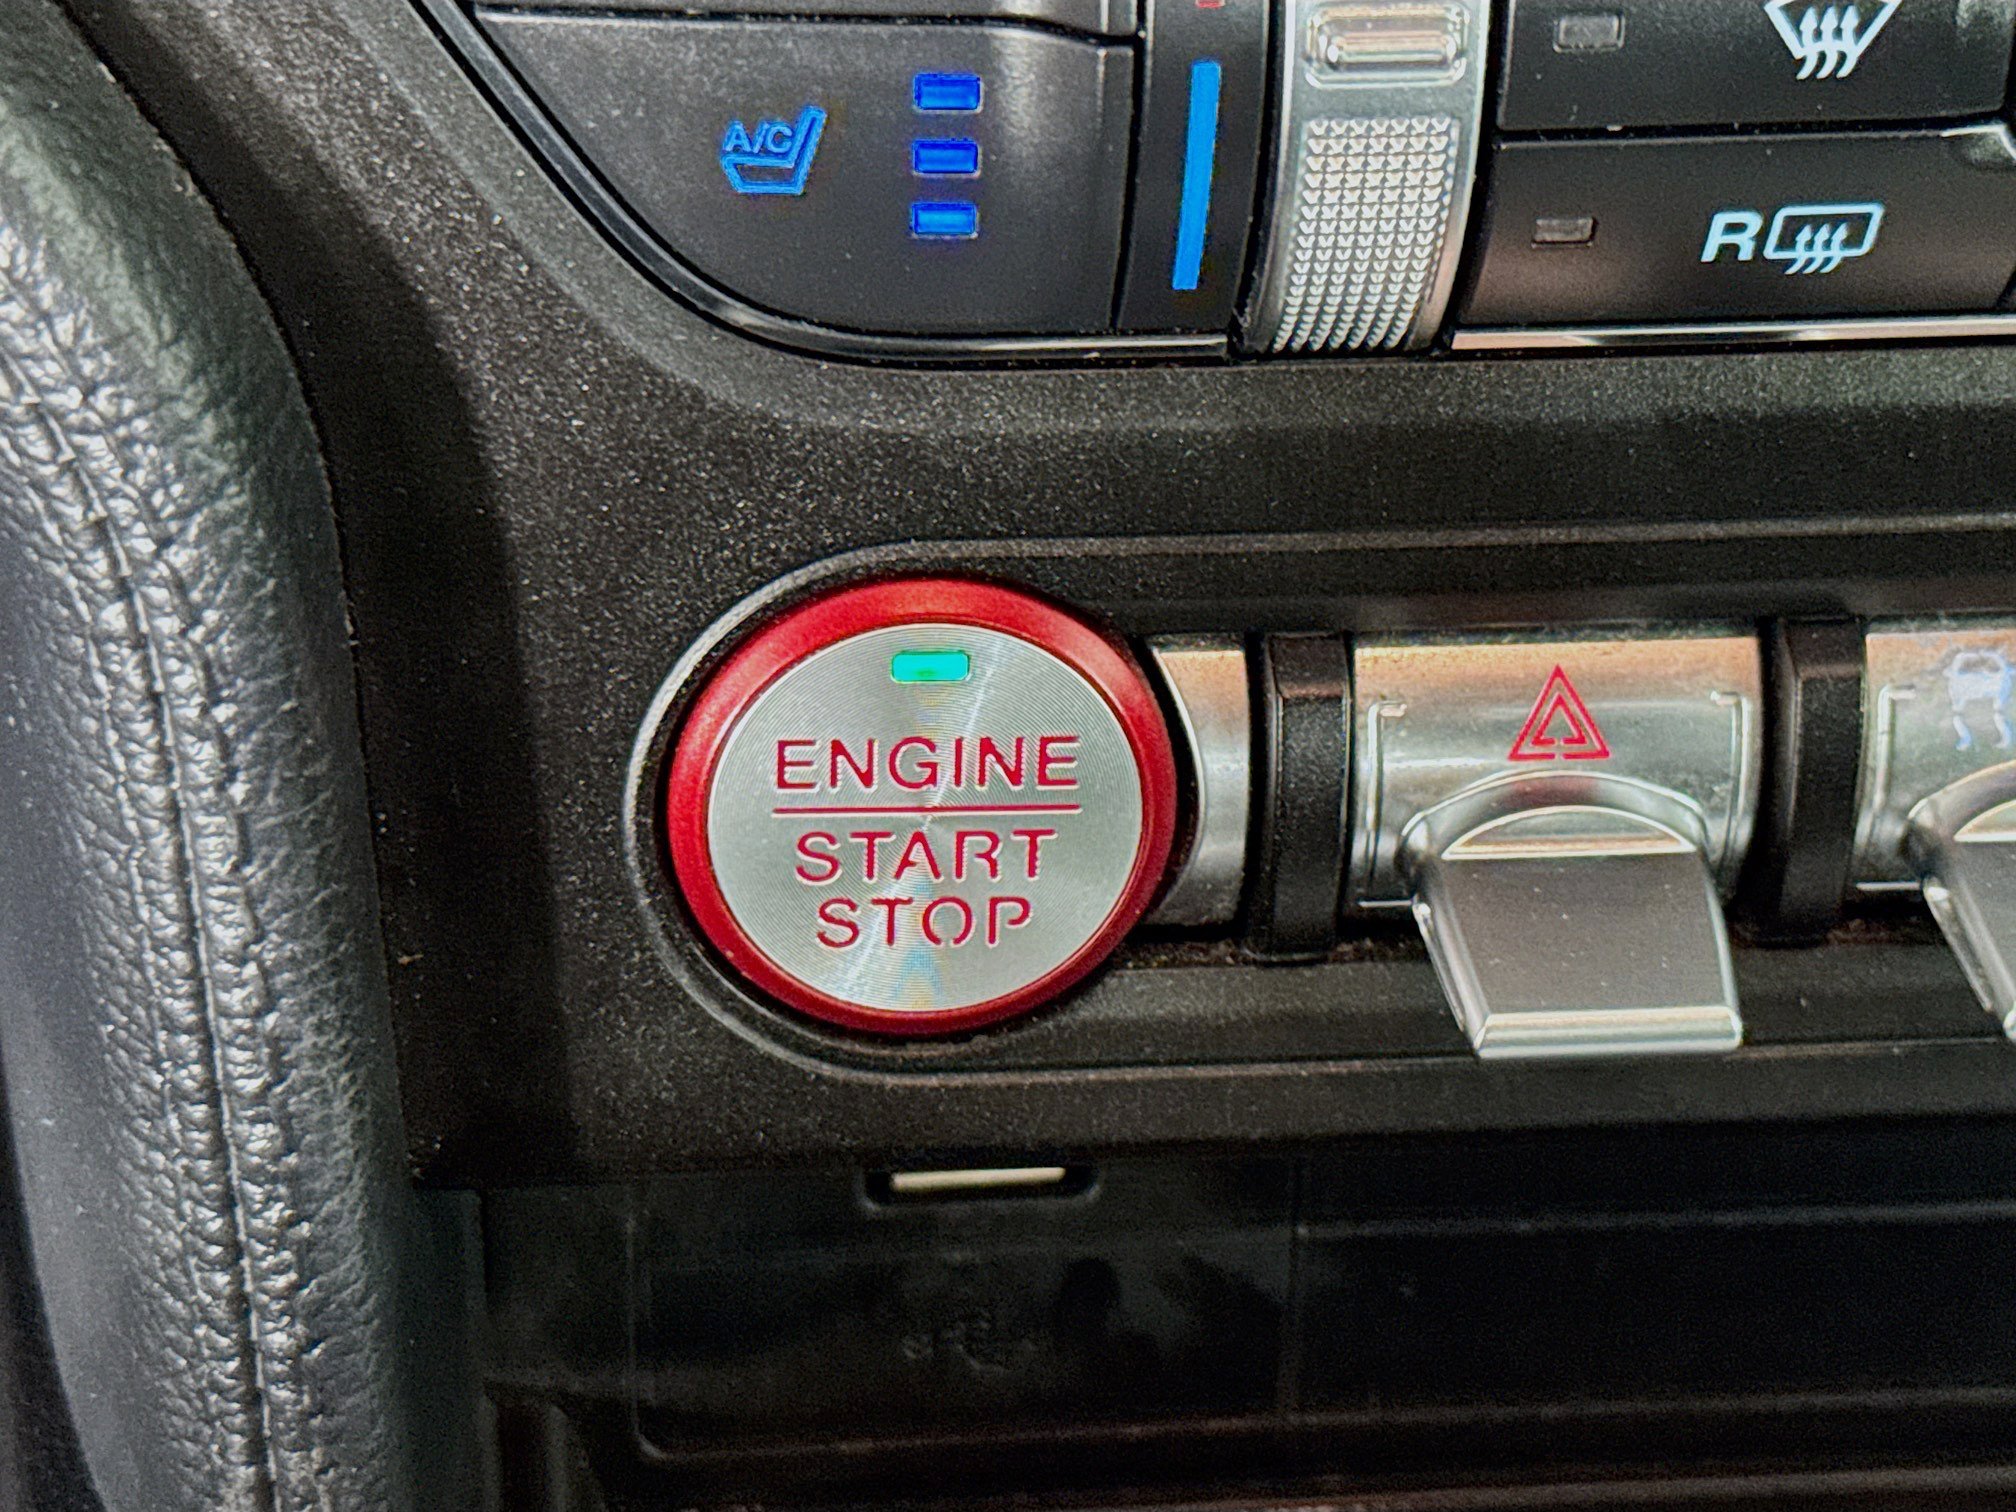 A/C
R
ENGINE
START
STOP